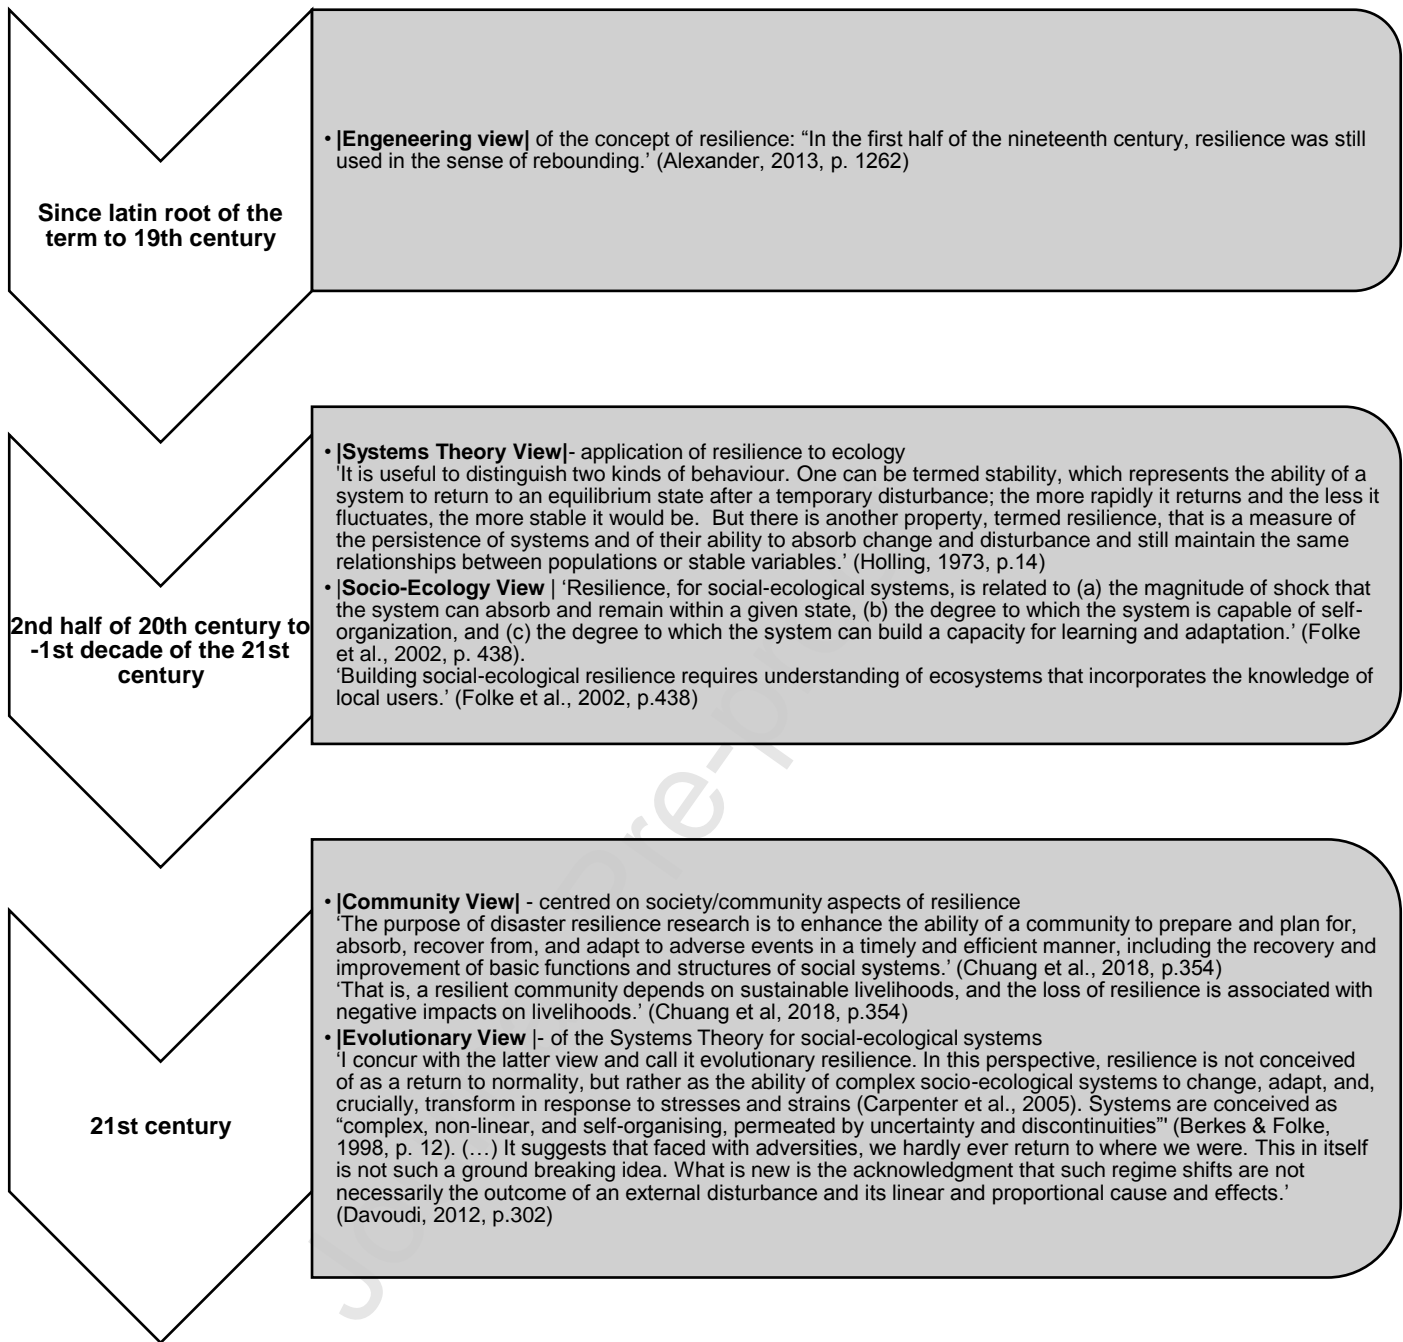 Since latin root of the
term to 19th century
• |Engeneering view| of the concept of resilience: “In the first half of the nineteenth century, resilience was still
used in the sense of rebounding.’ (Alexander, 2013, p. 1262)
2nd half of 20th century to
-1st decade of the 21st
century
• |Systems Theory View|- application of resilience to ecology
'It is useful to distinguish two kinds of behaviour. One can be termed stability, which represents the ability of a
system to return to an equilibrium state after a temporary disturbance; the more rapidly it returns and the less it
fluctuates, the more stable it would be.  But there is another property, termed resilience, that is a measure of
the persistence of systems and of their ability to absorb change and disturbance and still maintain the same
relationships between populations or stable variables.’ (Holling, 1973, p.14)
• |Socio-Ecology View | ‘Resilience, for social-ecological systems, is related to (a) the magnitude of shock that
the system can absorb and remain within a given state, (b) the degree to which the system is capable of self-
organization, and (c) the degree to which the system can build a capacity for learning and adaptation.’ (Folke
et al., 2002, p. 438).
‘Building social-ecological resilience requires understanding of ecosystems that incorporates the knowledge of
local users.’ (Folke et al., 2002, p.438)
21st century
• |Community View| - centred on society/community aspects of resilience
‘The purpose of disaster resilience research is to enhance the ability of a community to prepare and plan for,
absorb, recover from, and adapt to adverse events in a timely and efficient manner, including the recovery and
improvement of basic functions and structures of social systems.’ (Chuang et al., 2018, p.354)
‘That is, a resilient community depends on sustainable livelihoods, and the loss of resilience is associated with
negative impacts on livelihoods.’ (Chuang et al, 2018, p.354)
• |Evolutionary View |- of the Systems Theory for social-ecological systems
‘I concur with the latter view and call it evolutionary resilience. In this perspective, resilience is not conceived
of as a return to normality, but rather as the ability of complex socio-ecological systems to change, adapt, and,
crucially, transform in response to stresses and strains (Carpenter et al., 2005). Systems are conceived as
“complex, non-linear, and self-organising, permeated by uncertainty and discontinuities”' (Berkes & Folke,
1998, p. 12). (…) It suggests that faced with adversities, we hardly ever return to where we were. This in itself
is not such a ground breaking idea. What is new is the acknowledgment that such regime shifts are not
necessarily the outcome of an external disturbance and its linear and proportional cause and effects.’
(Davoudi, 2012, p.302)